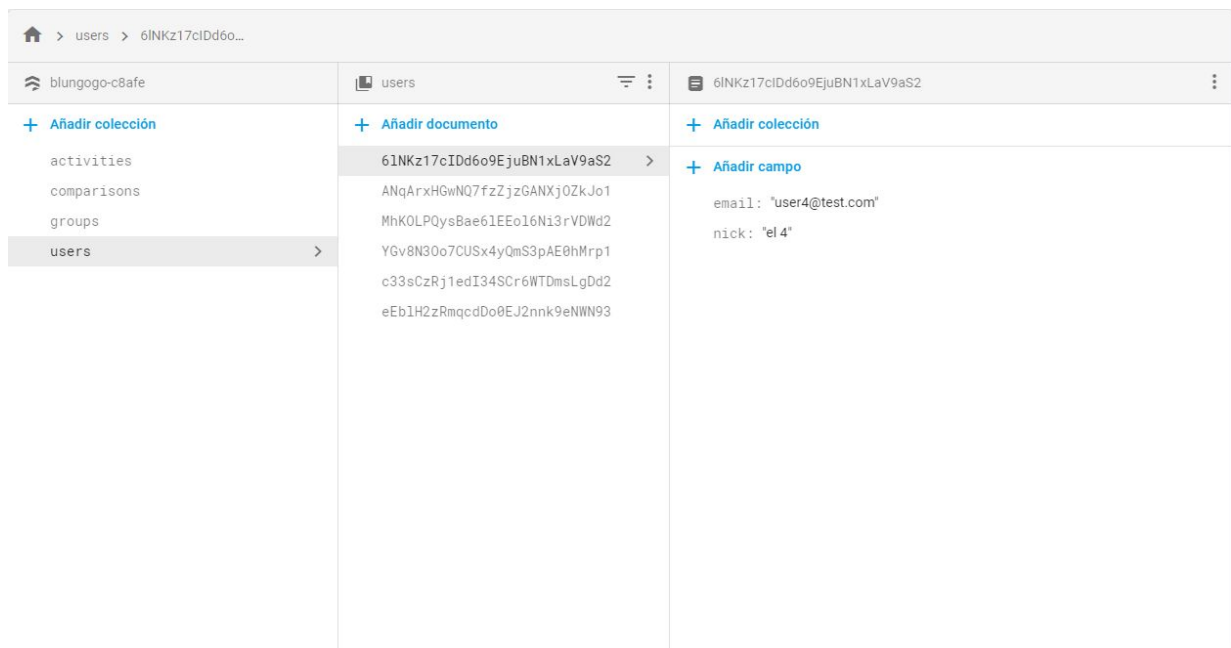 users > 6lNKz17cIDd6o...
blungogo-c8afe
Añadir colección
activities
comparisons
groups
users
users
Añadir documento
6lNKz17cIDd6o9EjuBN1xLaV9aS2
ANqArxHGwNQ7fzZjzGANXjOZkJo1
MhKOLPQysBae6lEEol6Ni3rVDWd2
YGv8N3Oo7CUSx4yQmS3pAE0hMrp1
c33sCzRj1edI34SCr6WTDmsLgDd2
eEblH2zRmqcdDo0EJ2nnk9eNWN93
6lNKz17cIDd6o9EjuBN1xLaV9aS2
Añadir colección
Añadir campo
email: "user4@test.com"
nick: "el 4"